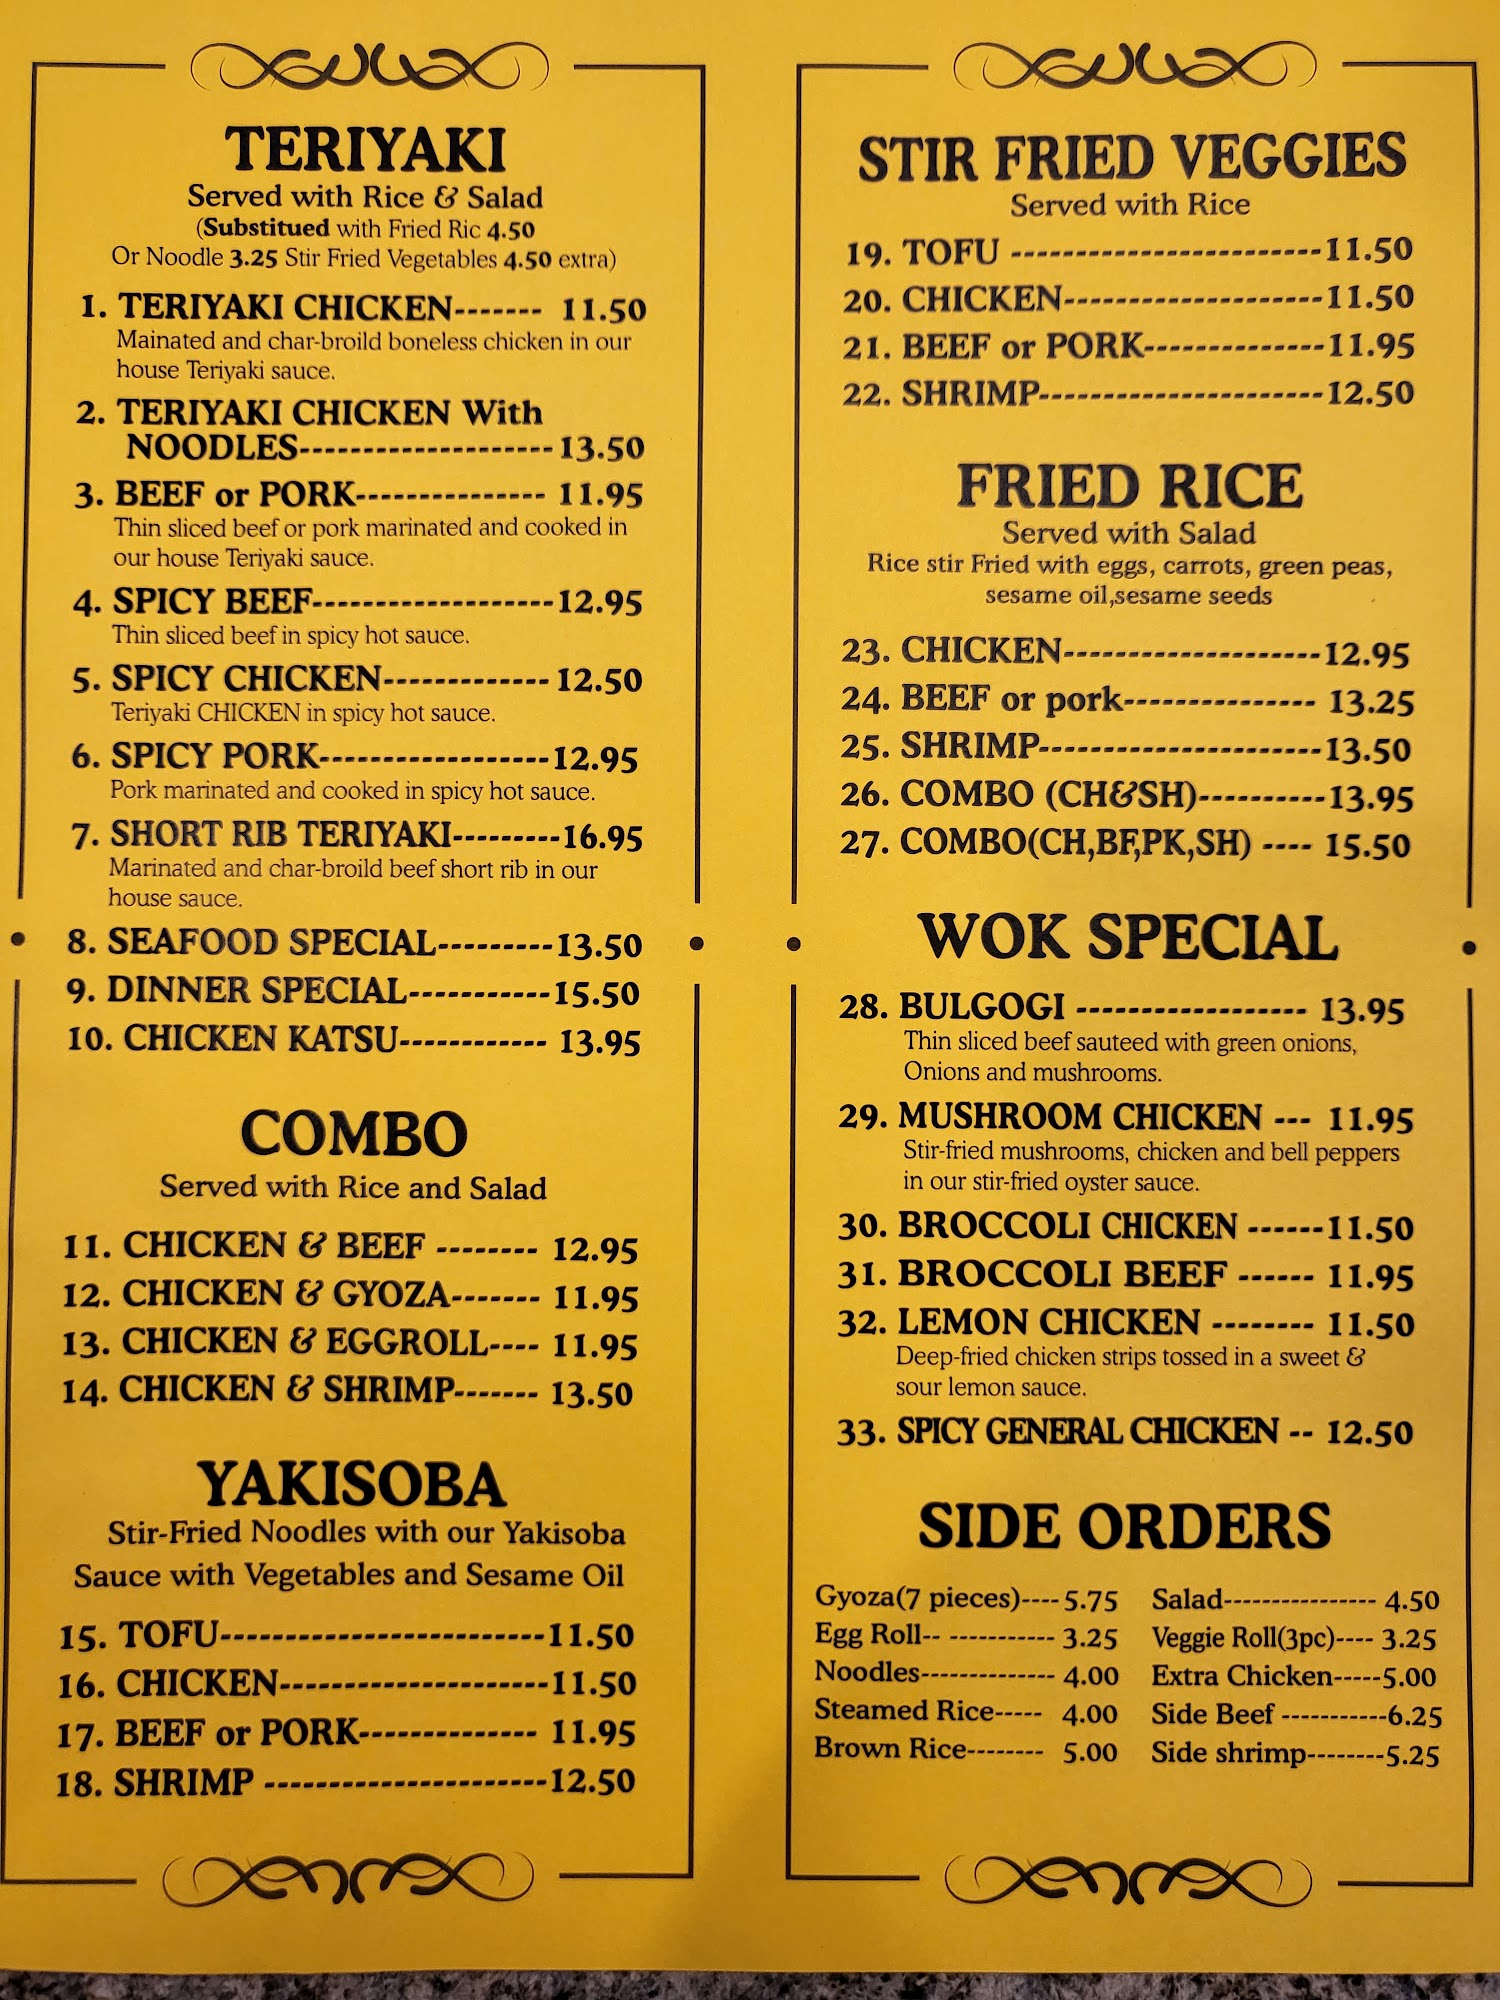 TERIYAKI
Served with Rice & Salad
(Substitued with Fried Ric 4.50
Or Noodle 3.25 Stir Fried Vegetables 4.50 extra)
1. TERIYAKI CHICKEN------- 11.50
Mainated and char-broild boneless chicken in our
house Teriyaki sauce.
2. TERIYAKI CHICKEN With
NOODLES--------------------13.50
3. BEEF or PORK--------------- 11.95
Thin sliced beef or pork marinated and cooked in
our house Teriyaki sauce.
4. SPICY BEEF-------------------12.95
Thin sliced beef in spicy hot sauce.
5. SPICY CHICKEN------------- 12.50
Teriyaki CHICKEN in spicy hot sauce.
6. SPICY PORK------------------12.95
Pork marinated and cooked in spicy hot sauce.
7. SHORT RIB TERIYAKI---------16.95
Marinated and char-broild beef short rib in our
house sauce.
8. SEAFOOD SPECIAL---------13.50
9. DINNER SPECIAL-----------15.50
10. CHICKEN KATSU------------ 13.95
COMBO
Served with Rice and Salad
11. CHICKEN & BEEF -------- 12.95
12. CHICKEN & GYOZA------- 11.95
13. CHICKEN & EGGROLL---- 11.95
14. CHICKEN & SHRIMP------- 13.50
YAKISOBA
Stir-Fried Noodles with our Yakisoba
Sauce with Vegetables and Sesame Oil
15. TOFU-------------------------11.50
16. CHICKEN---------------------11.50
17. BEEF or PORK-------------- 11.95
18. SHRIMP ----------------------12.50
STIR FRIED VEGGIES
Served with Rice
19. TOFU ------------------------11.50
20. CHICKEN--------------------11.50
21. BEEF or PORK--------------11.95
22. SHRIMP----------------------12.50
FRIED RICE
Served with Salad
Rice stir Fried with eggs, carrots, green peas,
sesame oil,sesame seeds
23. CHICKEN--------------------12.95
24. BEEF or pork--------------- 13.25
25. SHRIMP----------------------13.50
26. COMBO (CH&SH)----------13.95
27. COMBO(CH,BF,PK,SH) ---- 15.50
WOK SPECIAL
28. BULGOGI ------------------ 13.95
Thin sliced beef sauteed with green onions,
Onions and mushrooms.
29. MUSHROOM CHICKEN --- 11.95
Stir-fried mushrooms, chicken and bell peppers
in our stir-fried oyster sauce.
30. BROCCOLI CHICKEN ------11.50
31. BROCCOLI BEEF ------ 11.95
32. LEMON CHICKEN -------- 11.50
Deep-fried chicken strips tossed in a sweet &
sour lemon sauce.
33. SPICY GENERAL CHICKEN -- 12.50
SIDE ORDERS
Gyoza(7 pieces)---- 5.75
Egg Roll-- ----------- 3.25
Noodles-------------- 4.00
Steamed Rice----- 4.00
Brown Rice-------- 5.00
Salad---------------- 4.50
Veggie Roll(3pc)---- 3.25
Extra Chicken-----5.00
Side Beef -----------6.25
Side shrimp--------5.25